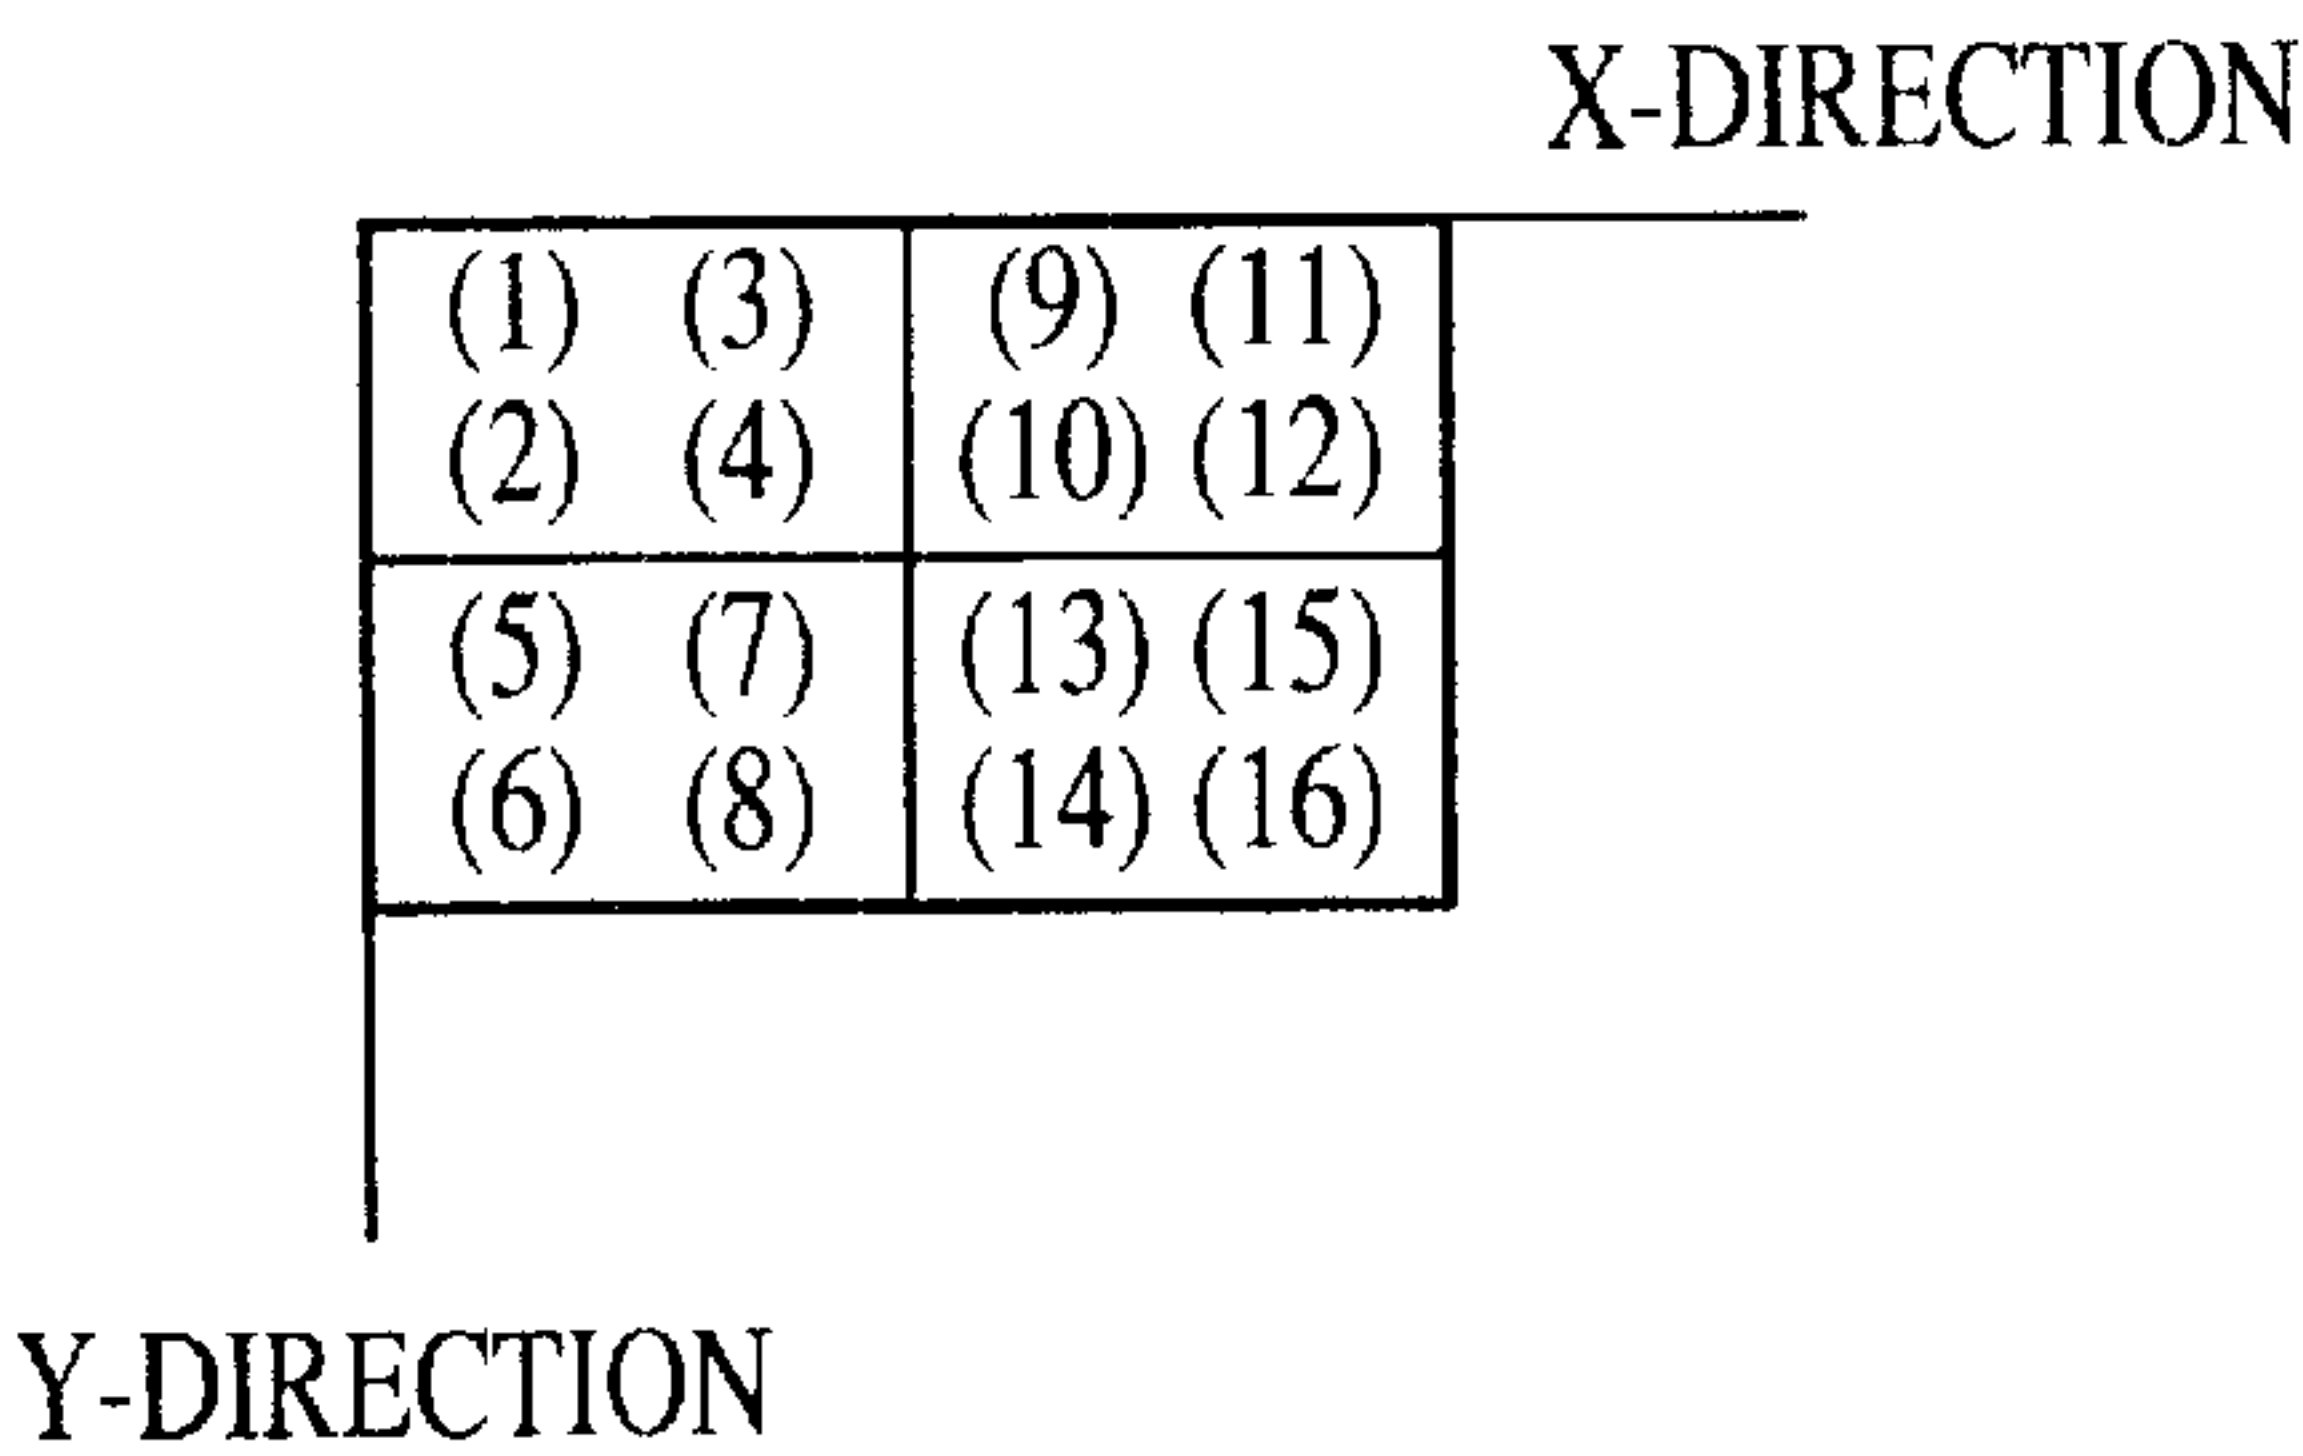 X-DIRECTION
(1) (3) (9) (11)
(2) (4) (10) (12)
(5) (7) (13) (15)
(6) (8) (14) (16)
Y-DIRECTION